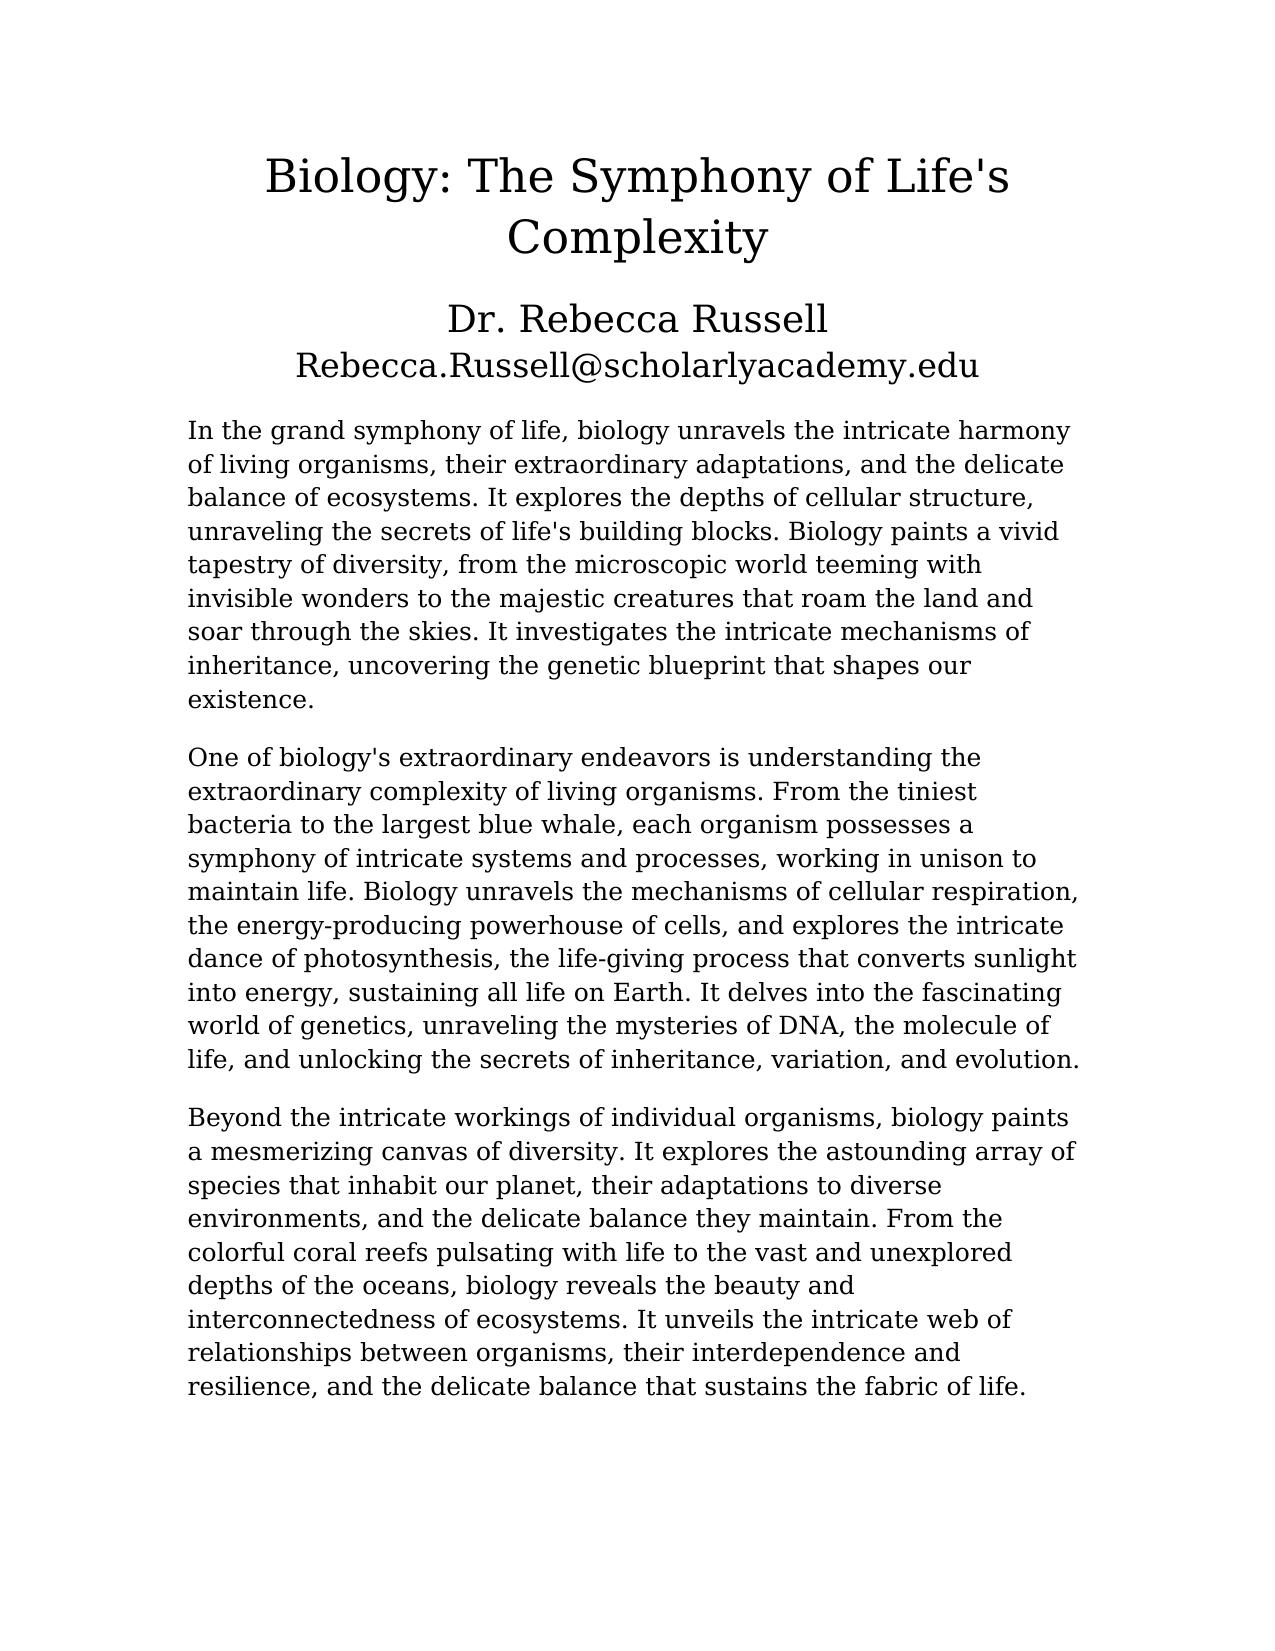 Biology: The Symphony of Life's
Complexity
Dr. Rebecca Russell
Rebecca.Russell@scholarlyacademy.edu
In the grand symphony of life, biology unravels the intricate harmony
of living organisms, their extraordinary adaptations, and the delicate
balance of ecosystems. It explores the depths of cellular structure,
unraveling the secrets of life's building blocks. Biology paints a vivid
tapestry of diversity, from the microscopic world teeming with
invisible wonders to the majestic creatures that roam the land and
soar through the skies. It investigates the intricate mechanisms of
inheritance, uncovering the genetic blueprint that shapes our
existence.
One of biology's extraordinary endeavors is understanding the
extraordinary complexity of living organisms. From the tiniest
bacteria to the largest blue whale, each organism possesses a
symphony of intricate systems and processes, working in unison to
maintain life. Biology unravels the mechanisms of cellular respiration,
the energy-producing powerhouse of cells, and explores the intricate
dance of photosynthesis, the life-giving process that converts sunlight
into energy, sustaining all life on Earth. It delves into the fascinating
world of genetics, unraveling the mysteries of DNA, the molecule of
life, and unlocking the secrets of inheritance, variation, and evolution.
Beyond the intricate workings of individual organisms, biology paints
a mesmerizing canvas of diversity. It explores the astounding array of
species that inhabit our planet, their adaptations to diverse
environments, and the delicate balance they maintain. From the
colorful coral reefs pulsating with life to the vast and unexplored
depths of the oceans, biology reveals the beauty and
interconnectedness of ecosystems. It unveils the intricate web of
relationships between organisms, their interdependence and
resilience, and the delicate balance that sustains the fabric of life.